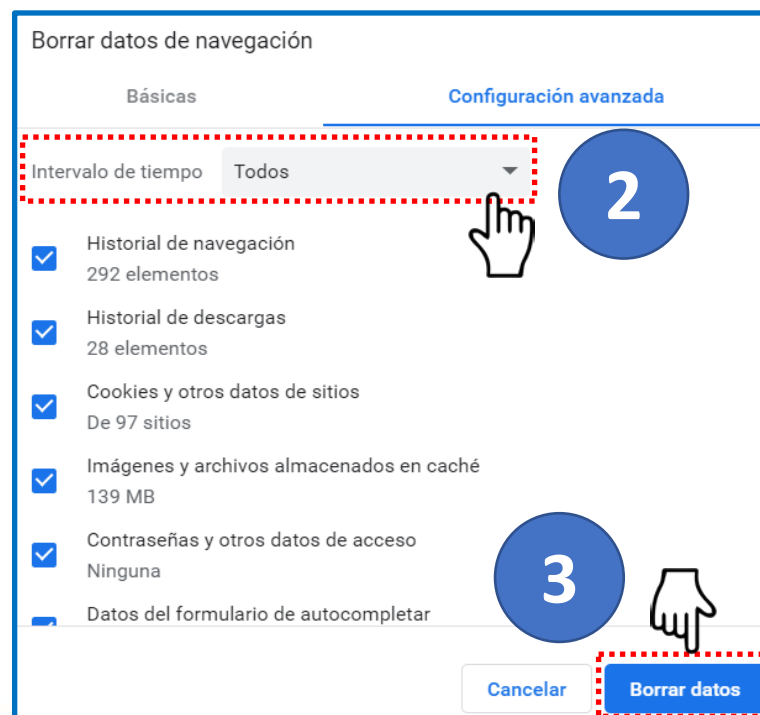 Borrar datos de navegación
Básicas
Configuración avanzada
Intervalo de tiempo Todos
2
Historial de navegación
292 elementos
Historial de descargas
28 elementos
Cookies y otros datos de sitios
De 97 sitios
Imágenes y archivos almacenados en caché
139 MB
Contraseñas y otros datos de acceso
Ninguna
3
Datos del formulario de autocompletar
Cancelar
Borrar datos